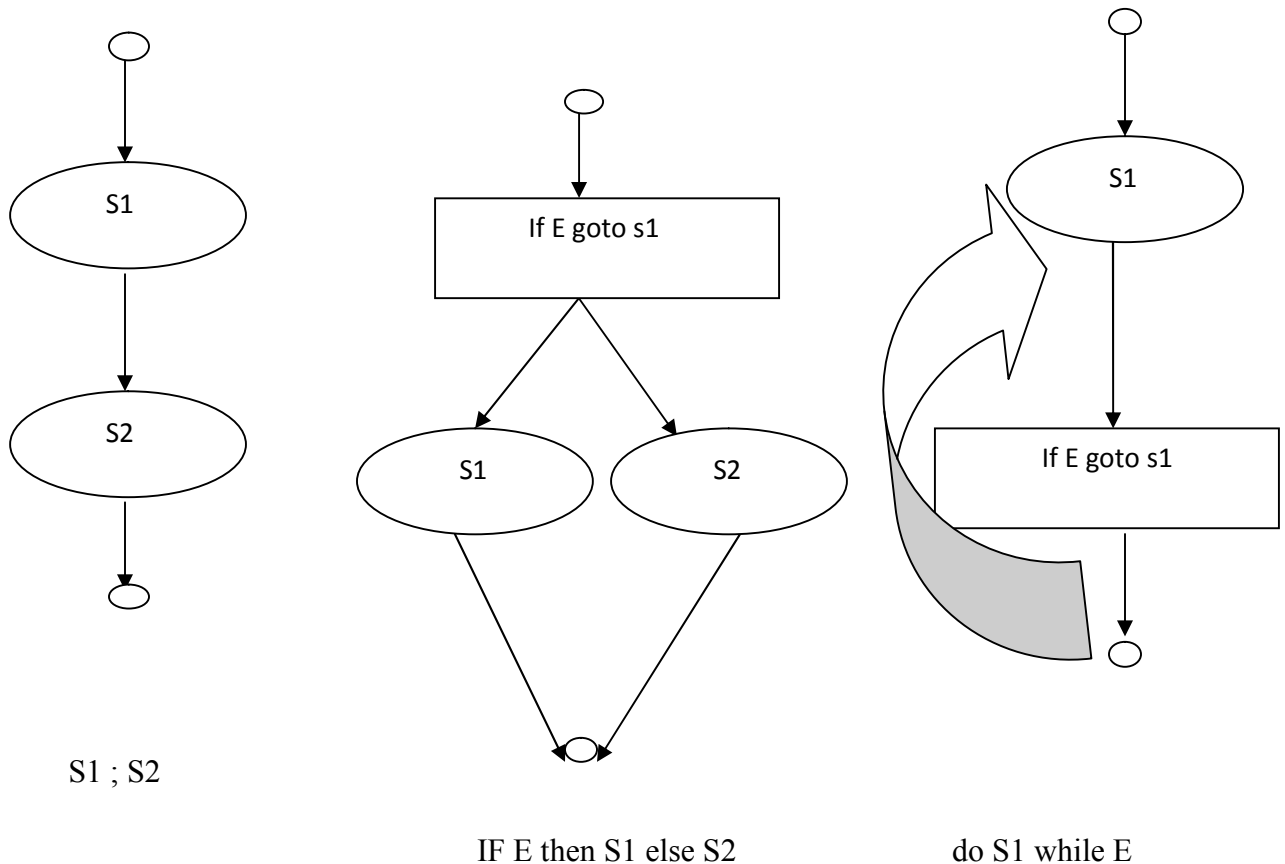 S1
S2
S1 ; S2
If E goto s1
S1
S2
IF E then S1 else S2
S1
If E goto s1
do S1 while E